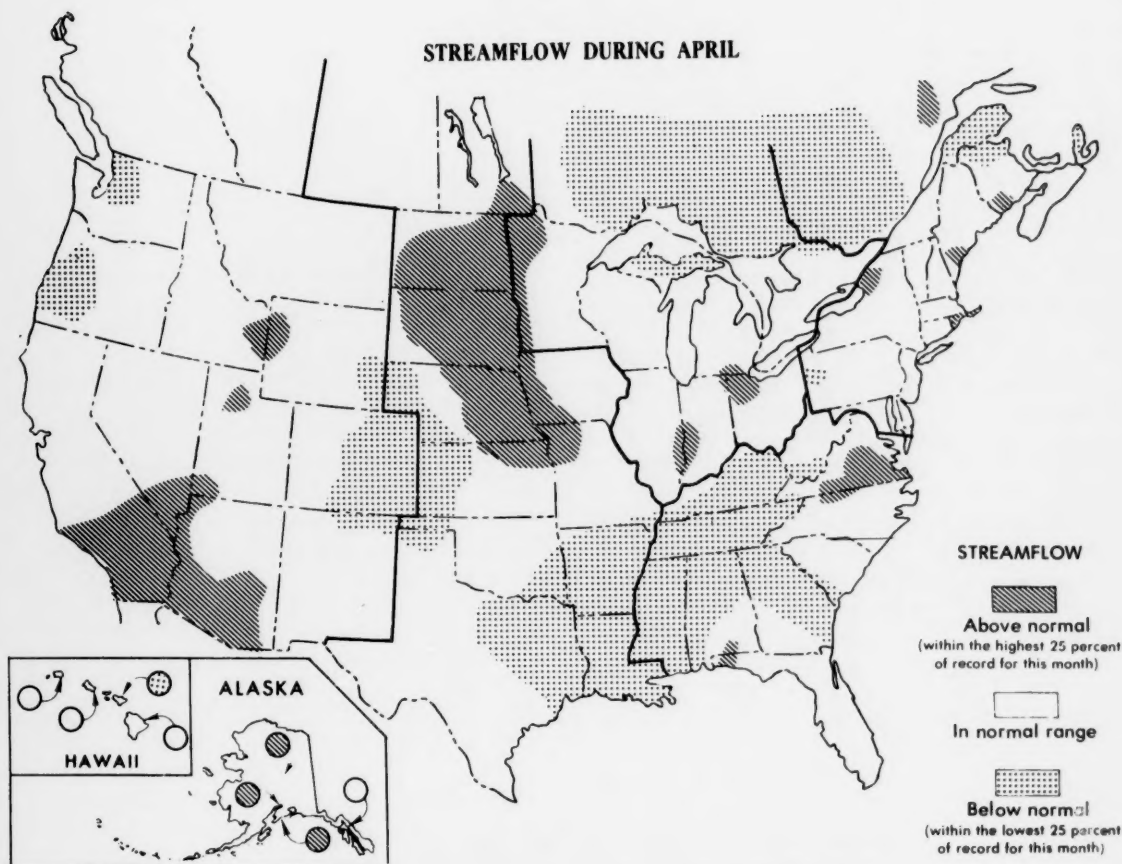 STREAMFLOW DURING APRIL
STREAMFLOW
Above normal
(within the highest 25 percent
of record for this month)
In normal range
Below normal
(within the lowest 25 percent
of record for this month)
HAWAII
ALASKA